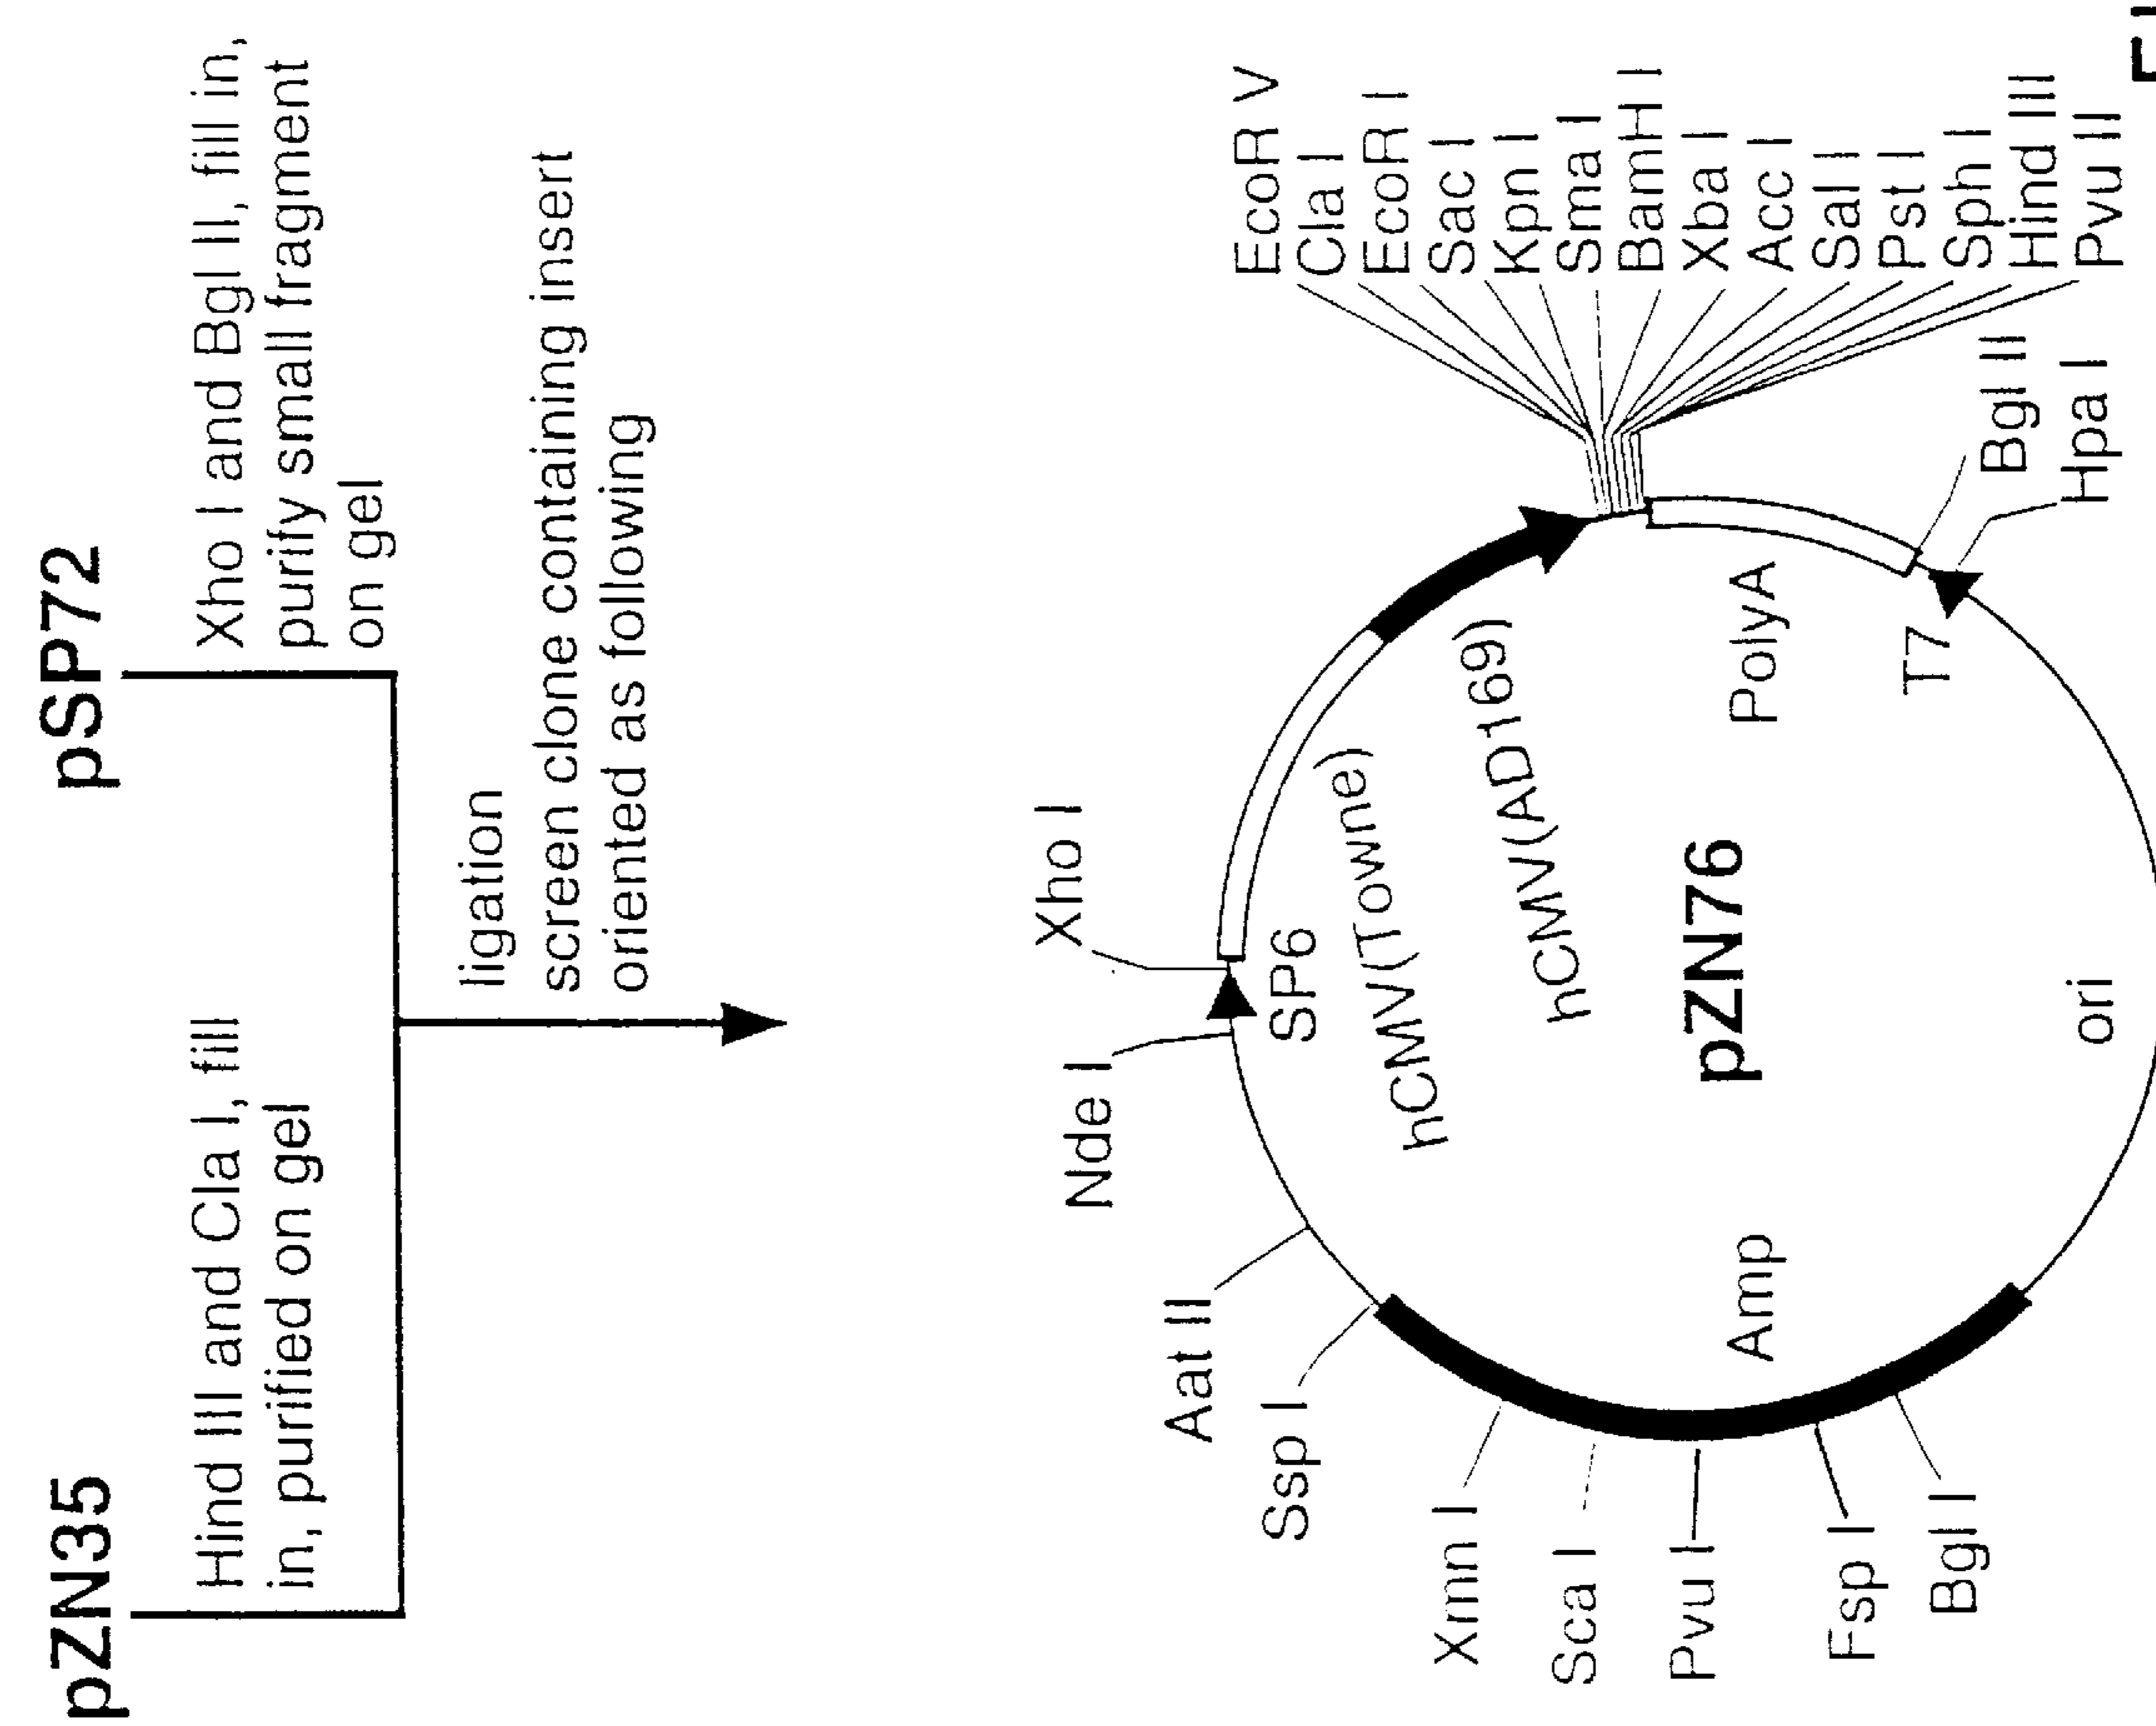 pZN35
pSP72
Hind III and Cla I, fill
in, purified on gel
Xho I and Bgl II, fill in,
purify small fragment
on gel
ligation
screen clone containing insert
oriented as following
Xho I
Nde I
SP6
Aat II
Ssp I
Xmn I
Sca I
Pvu I
Fsp I
Bgl I
Amp
ori
pZN76
hCMV(Towne)
hCMV(AD169)
PolyA
T7
EcoR V
Cla I
EcoR I
Sac I
Kpn I
Sma I
BamH I
Xba I
Acc I
Sal I
Pst I
Sph I
Hind III
Pvu II
Bgl II
Hpa I